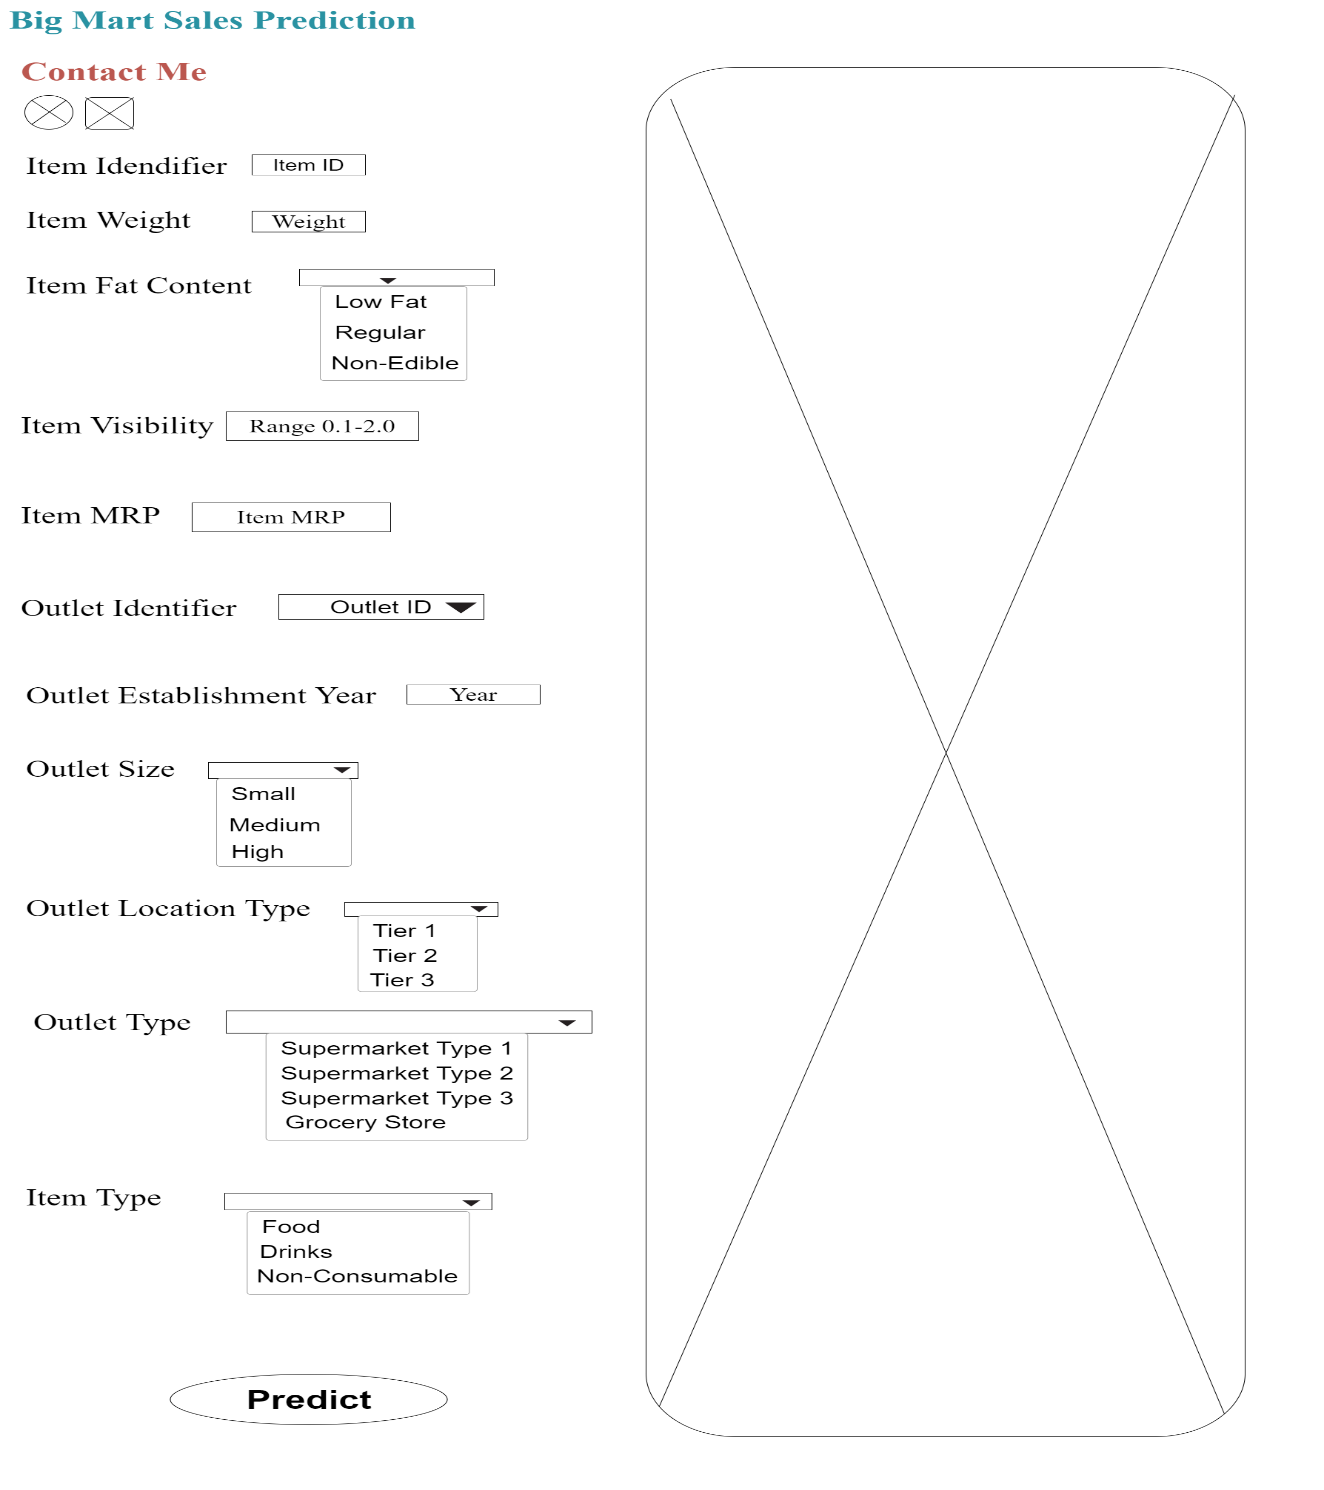 Big Mart Sales Prediction
Contact Me
Item Idendifier Item ID
Item Weight Weight
Item Fat Content
Low Fat
Regular
Non-Edible
Item Visibility Range 0.1-2.0
Item MRP Item MRP
Outlet Identifier Outlet ID
Outlet Establishment Year Year
Outlet Size
Small
Medium
High
Outlet Location Type
Tier 1
Tier 2
Tier 3
Outlet Type
Supermarket Type 1
Supermarket Type 2
Supermarket Type 3
Grocery Store
Item Type
Food
Drinks
Non-Consumable
Predict